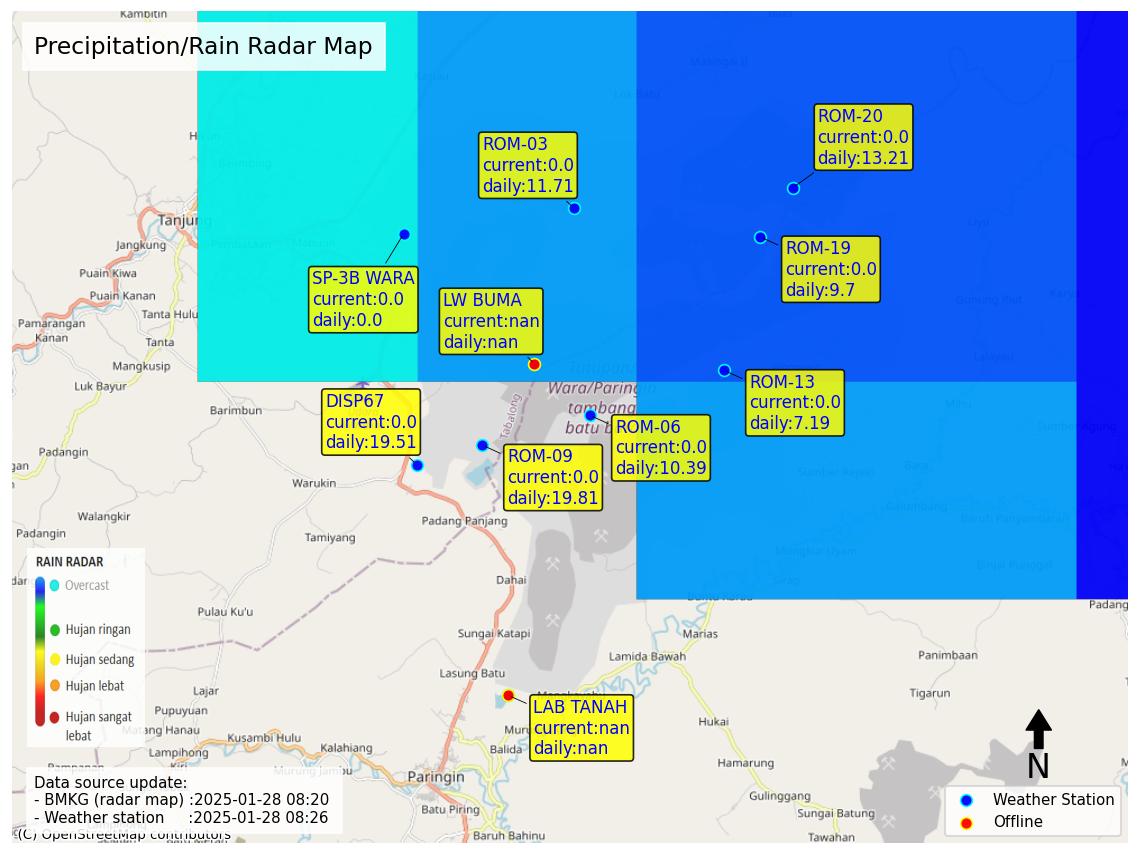 Kambitin
Precipitation/Rain Radar Map
Kapau
Maningkal
Loa Batu
ROM-20
current:0.0
daily:13.21
ROM-03
current:0.0
daily:11.71
Tanjung
Jangkung
SP-3B WARA
current:0.0
daily:0.0
ROM-19
current:0.0
daily:9.7
Puain Kiwa
Puain Kanan
Tanta Hulu
LW BUMA
current:nan
daily:nan
Pamarangan
Kanan
Tanta
Mangkusip
Luk Bayur
Wara/Paringin
tambang
batu b
ROM-13
current:0.0
daily:7.19
DISP67
current:0.0
daily:19.51
Barimbun
Tabalong
ROM-06
current:0.0
daily:10.39
ROM-09
current:0.0
daily:19.81
Warukin
Walangkir
Padangin
Padang Panjang
Tamiyang
RAIN RADAR
Overcast
Hujan ringan
Hujan sedang
Hujan lebat
Hujan sangat
lebat
Dahai
Pulau Ku'u
Sungai Katapi
Marias
Padang
Lamida Bawah
Panimbaan
Lasung Batu
Tigarun
Lajar
Pupuyuan
Matang Hanau
LAB TANAH
current:nan
daily:nan
Muru
Balida
Hukai
Kusambi Hulu
Kalahiang
Lampihong
Kiri
Murung Jambu
Hamarung
Paringin
N
Data source update:
- BMKG (radar map) :2025-01-28 08:20
- Weather station :2025-01-28 08:26
(C) OpenStreetMap contributors
Batu Piring
Gulinggang
Sungai Batung
Baruh Bahinu
Tawahan
Weather Station
Offline